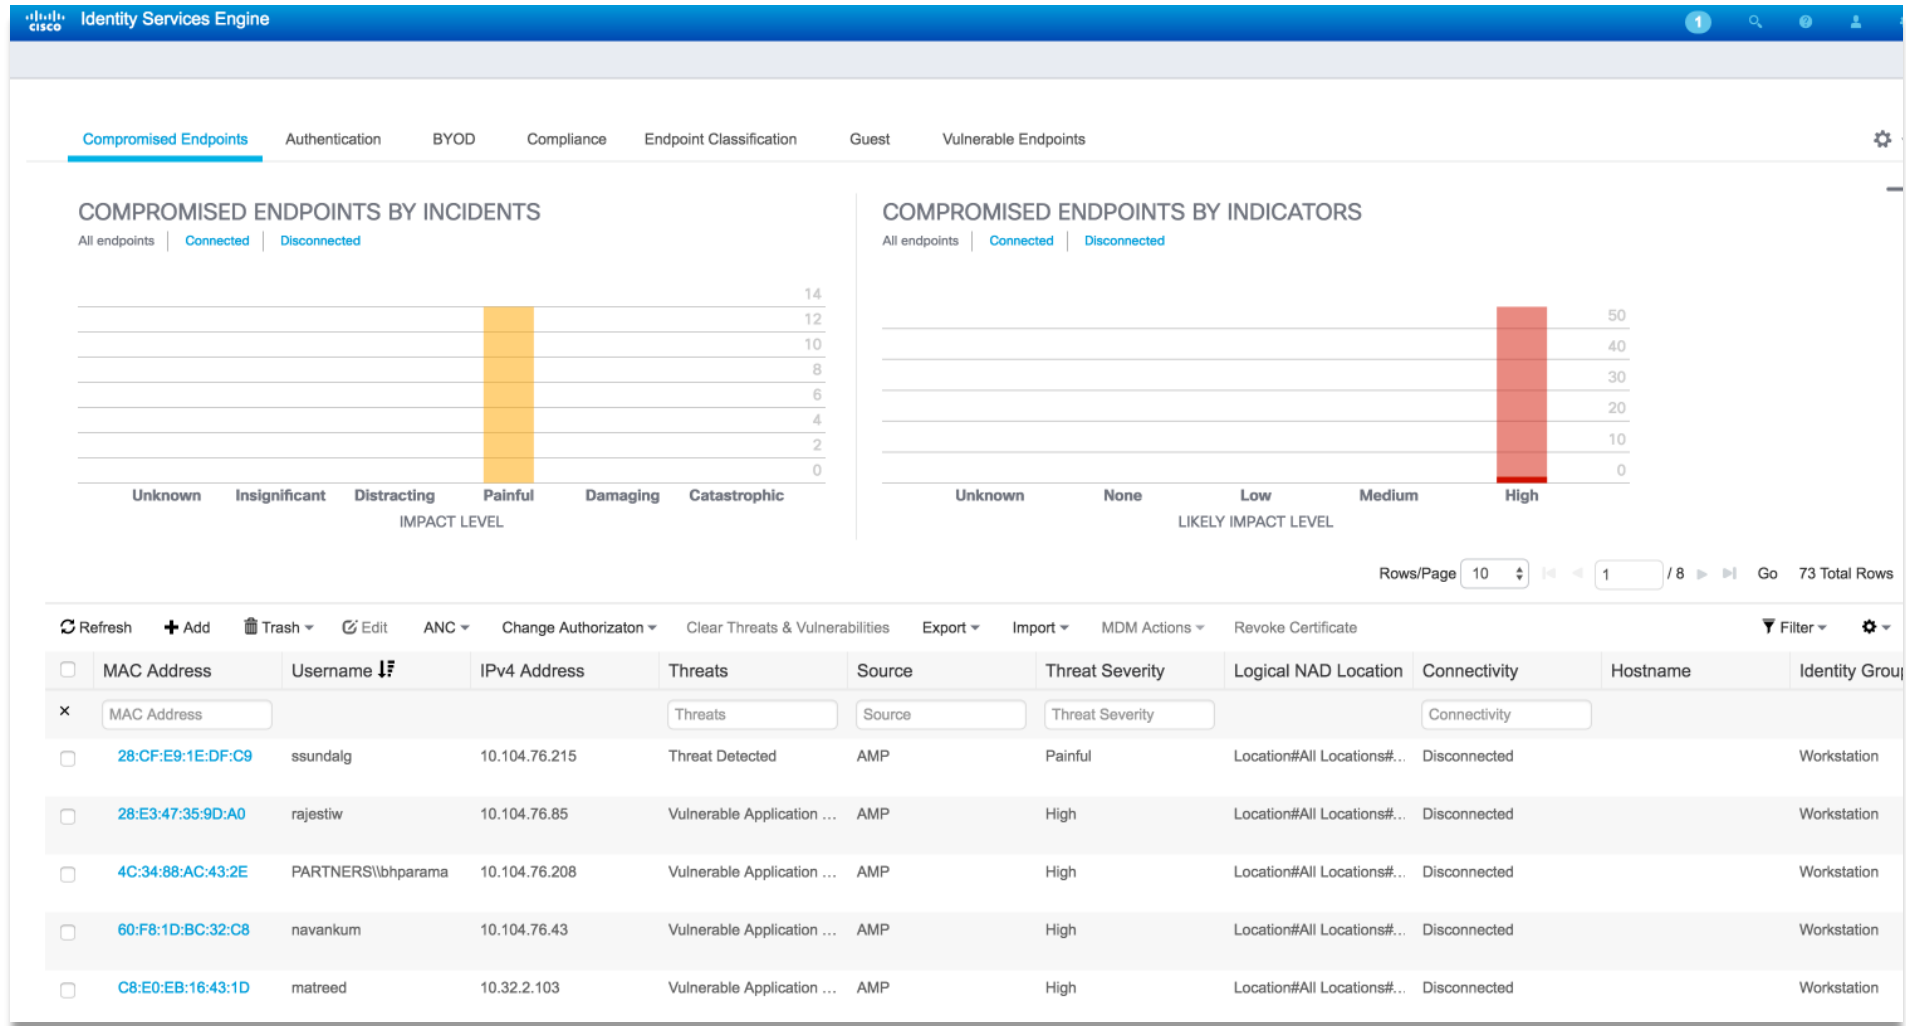 cisco Identity Services Engine 1
Compromised Endpoints Authentication BYOD Compliance Endpoint Classification Guest Vulnerable Endpoints
COMPROMISED ENDPOINTS BY INCIDENTS
All endpoints Connected Disconnected
14
12
10
8
6
4
2
0
Unknown Insignificant Distracting Painful Damaging Catastrophic
IMPACT LEVEL
COMPROMISED ENDPOINTS BY INDICATORS
All endpoints Connected Disconnected
50
40
30
20
10
0
Unknown None Low Medium High
LIKELY IMPACT LEVEL
Rows/Page 10 1 / 8 Go 73 Total Rows
Refresh Add Trash Edit ANC Change Authorizaton Clear Threats & Vulnerabilities Export Import MDM Actions Revoke Certificate Filter
MAC Address Username IPv4 Address Threats Source Threat Severity Logical NAD Location Connectivity Hostname Identity Group
MAC Address Threats Source Threat Severity Connectivity
28:CF:E9:1E:DF:C9 ssundalg 10.104.76.215 Threat Detected AMP Painful Location#All Locations#... Disconnected Workstation
28:E3:47:35:9D:A0 rajestiw 10.104.76.85 Vulnerable Application ... AMP High Location#All Locations#... Disconnected Workstation
4C:34:88:AC:43:2E PARTNERS\\bhparama 10.104.76.208 Vulnerable Application ... AMP High Location#All Locations#... Disconnected Workstation
60:F8:1D:BC:32:C8 navankum 10.104.76.43 Vulnerable Application ... AMP High Location#All Locations#... Disconnected Workstation
C8:E0:EB:16:43:1D matreed 10.32.2.103 Vulnerable Application ... AMP High Location#All Locations#... Disconnected Workstation